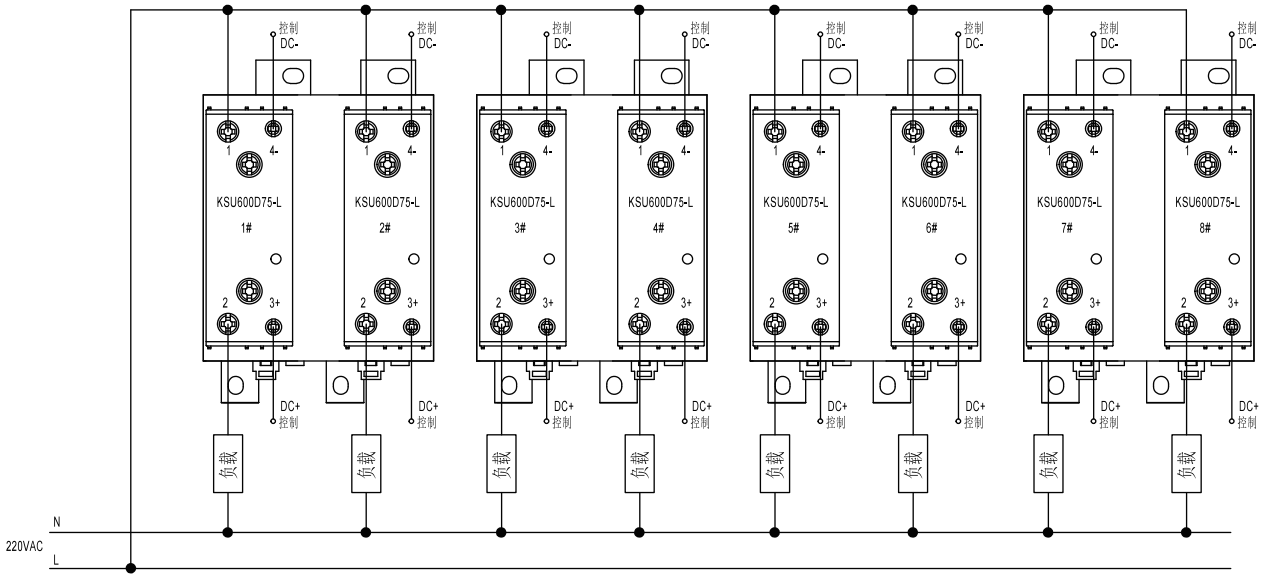 控制 控制 控制 控制 控制 控制 控制 控制
DC- DC- DC- DC- DC- DC- DC- DC-
1 4- 1 4- 1 4- 1 4- 1 4- 1 4- 1 4- 1 4-
KSU600D75-L KSU600D75-L KSU600D75-L KSU600D75-L KSU600D75-L KSU600D75-L KSU600D75-L KSU600D75-L
1# 2# 3# 4# 5# 6# 7# 8#
2 3+ 2 3+ 2 3+ 2 3+ 2 3+ 2 3+ 2 3+ 2 3+
DC+ DC+ DC+ DC+ DC+ DC+ DC+ DC+
控制 控制 控制 控制 控制 控制 控制 控制
负载 负载 负载 负载 负载 负载 负载 负载
N
220VAC
L